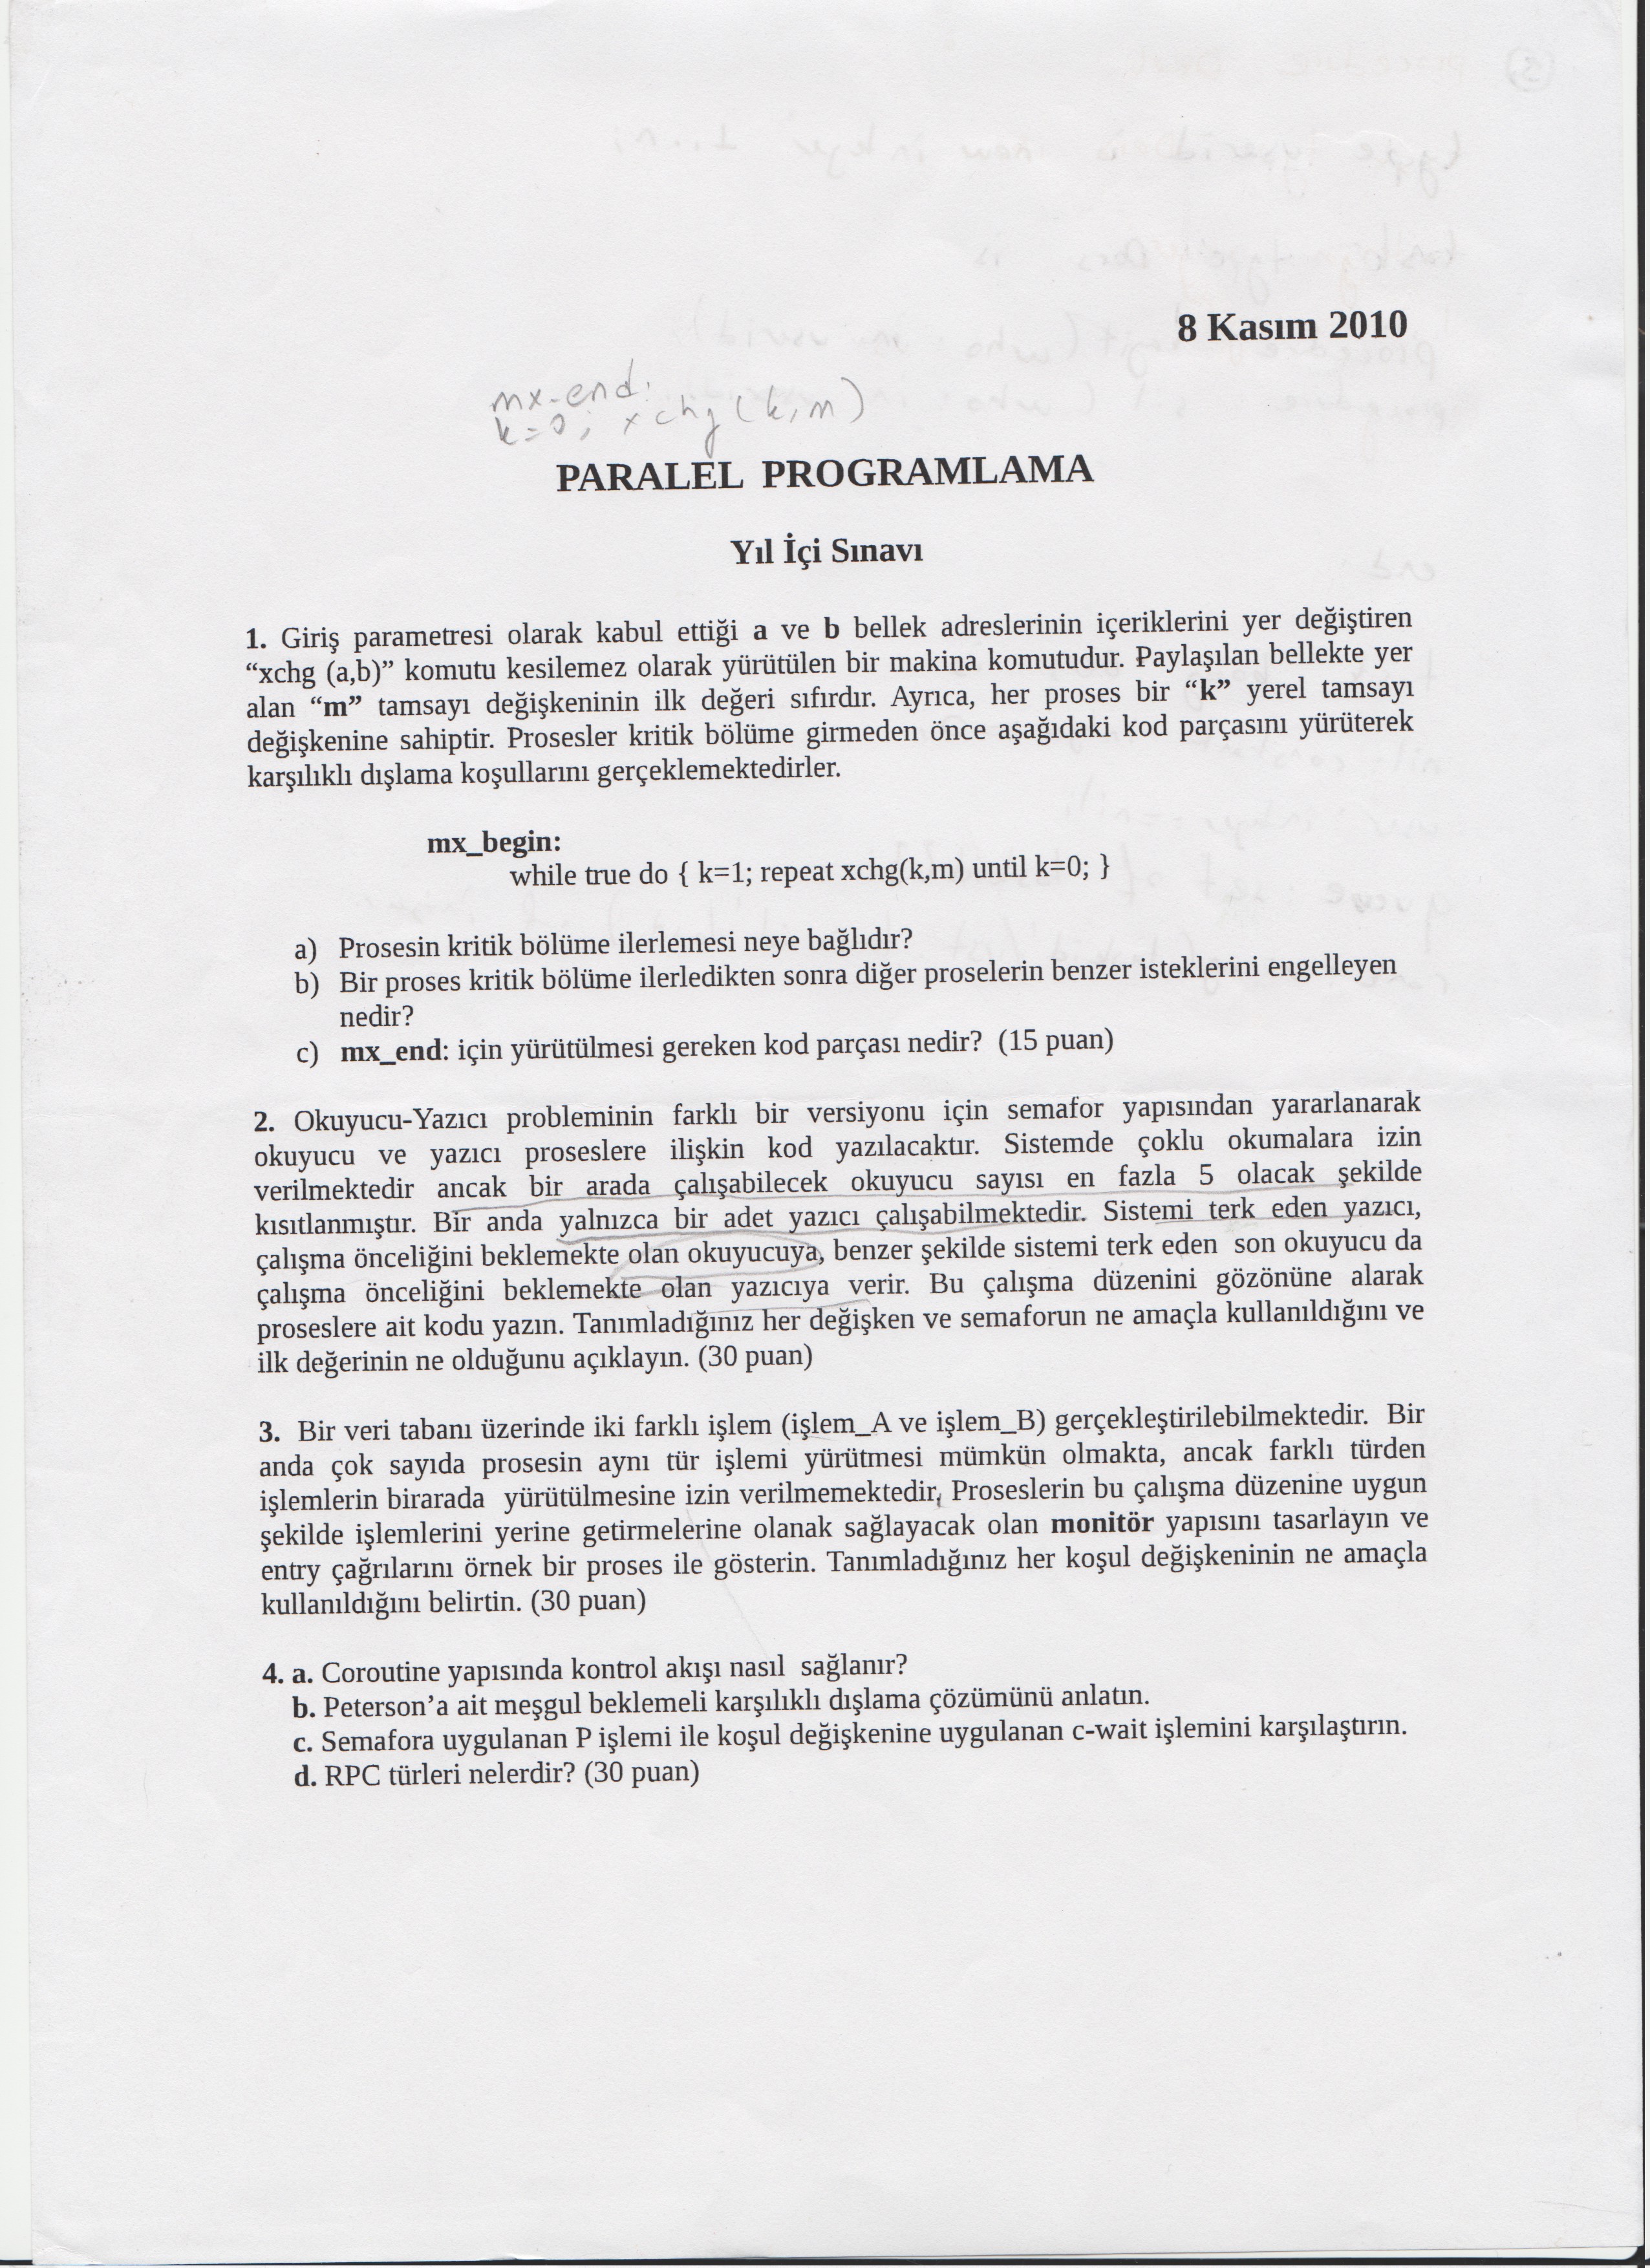 8 Kasım 2010
mx-end:
k=0; xchg(k,m)
PARALEL PROGRAMLAMA
Yıl İçi Sınavı
1. Giriş parametresi olarak kabul ettiği a ve b bellek adreslerinin içeriklerini yer değiştiren
“xchg (a,b)” komutu kesilemez olarak yürütülen bir makina komutudur. Paylaşılan bellekte yer
alan “m” tamsayı değişkeninin ilk değeri sıfırdır. Ayrıca, her proses bir “k” yerel tamsayı
değişkenine sahiptir. Prosesler kritik bölüme girmeden önce aşağıdaki kod parçasını yürüterek
karşılıklı dışlama koşullarını gerçeklemektedirler.
mx_begin:
while true do { k=1; repeat xchg(k,m) until k=0; }
a) Prosesin kritik bölüme ilerlemesi neye bağlıdır?
b) Bir proses kritik bölüme ilerledikten sonra diğer proselerin benzer isteklerini engelleyen
nedir?
c) mx_end: için yürütülmesi gereken kod parçası nedir? (15 puan)
2. Okuyucu-Yazıcı probleminin farklı bir versiyonu için semafor yapısından yararlanarak
okuyucu ve yazıcı proseslere ilişkin kod yazılacaktır. Sistemde çoklu okumalara izin
verilmektedir ancak bir arada çalışabilecek okuyucu sayısı en fazla 5 olacak şekilde
kısıtlanmıştır. Bir anda yalnızca bir adet yazıcı çalışabilmektedir. Sistemi terk eden yazıcı,
çalışma önceliğini beklemekte olan okuyucuya, benzer şekilde sistemi terk eden son okuyucu da
çalışma önceliğini beklemekte olan yazıcıya verir. Bu çalışma düzenini gözönüne alarak
proseslere ait kodu yazın. Tanımladığınız her değişken ve semaforun ne amaçla kullanıldığını ve
ilk değerinin ne olduğunu açıklayın. (30 puan)
3. Bir veri tabanı üzerinde iki farklı işlem (işlem_A ve işlem_B) gerçekleştirilebilmektedir. Bir
anda çok sayıda prosesin aynı tür işlemi yürütmesi mümkün olmakta, ancak farklı türden
işlemlerin birarada yürütülmesine izin verilmemektedir. Proseslerin bu çalışma düzenine uygun
şekilde işlemlerini yerine getirmelerine olanak sağlayacak olan monitör yapısını tasarlayın ve
entry çağrılarını örnek bir proses ile gösterin. Tanımladığınız her koşul değişkeninin ne amaçla
kullanıldığını belirtin. (30 puan)
4. a. Coroutine yapısında kontrol akışı nasıl sağlanır?
b. Peterson’a ait meşgul beklemeli karşılıklı dışlama çözümünü anlatın.
c. Semafora uygulanan P işlemi ile koşul değişkenine uygulanan c-wait işlemini karşılaştırın.
d. RPC türleri nelerdir? (30 puan)